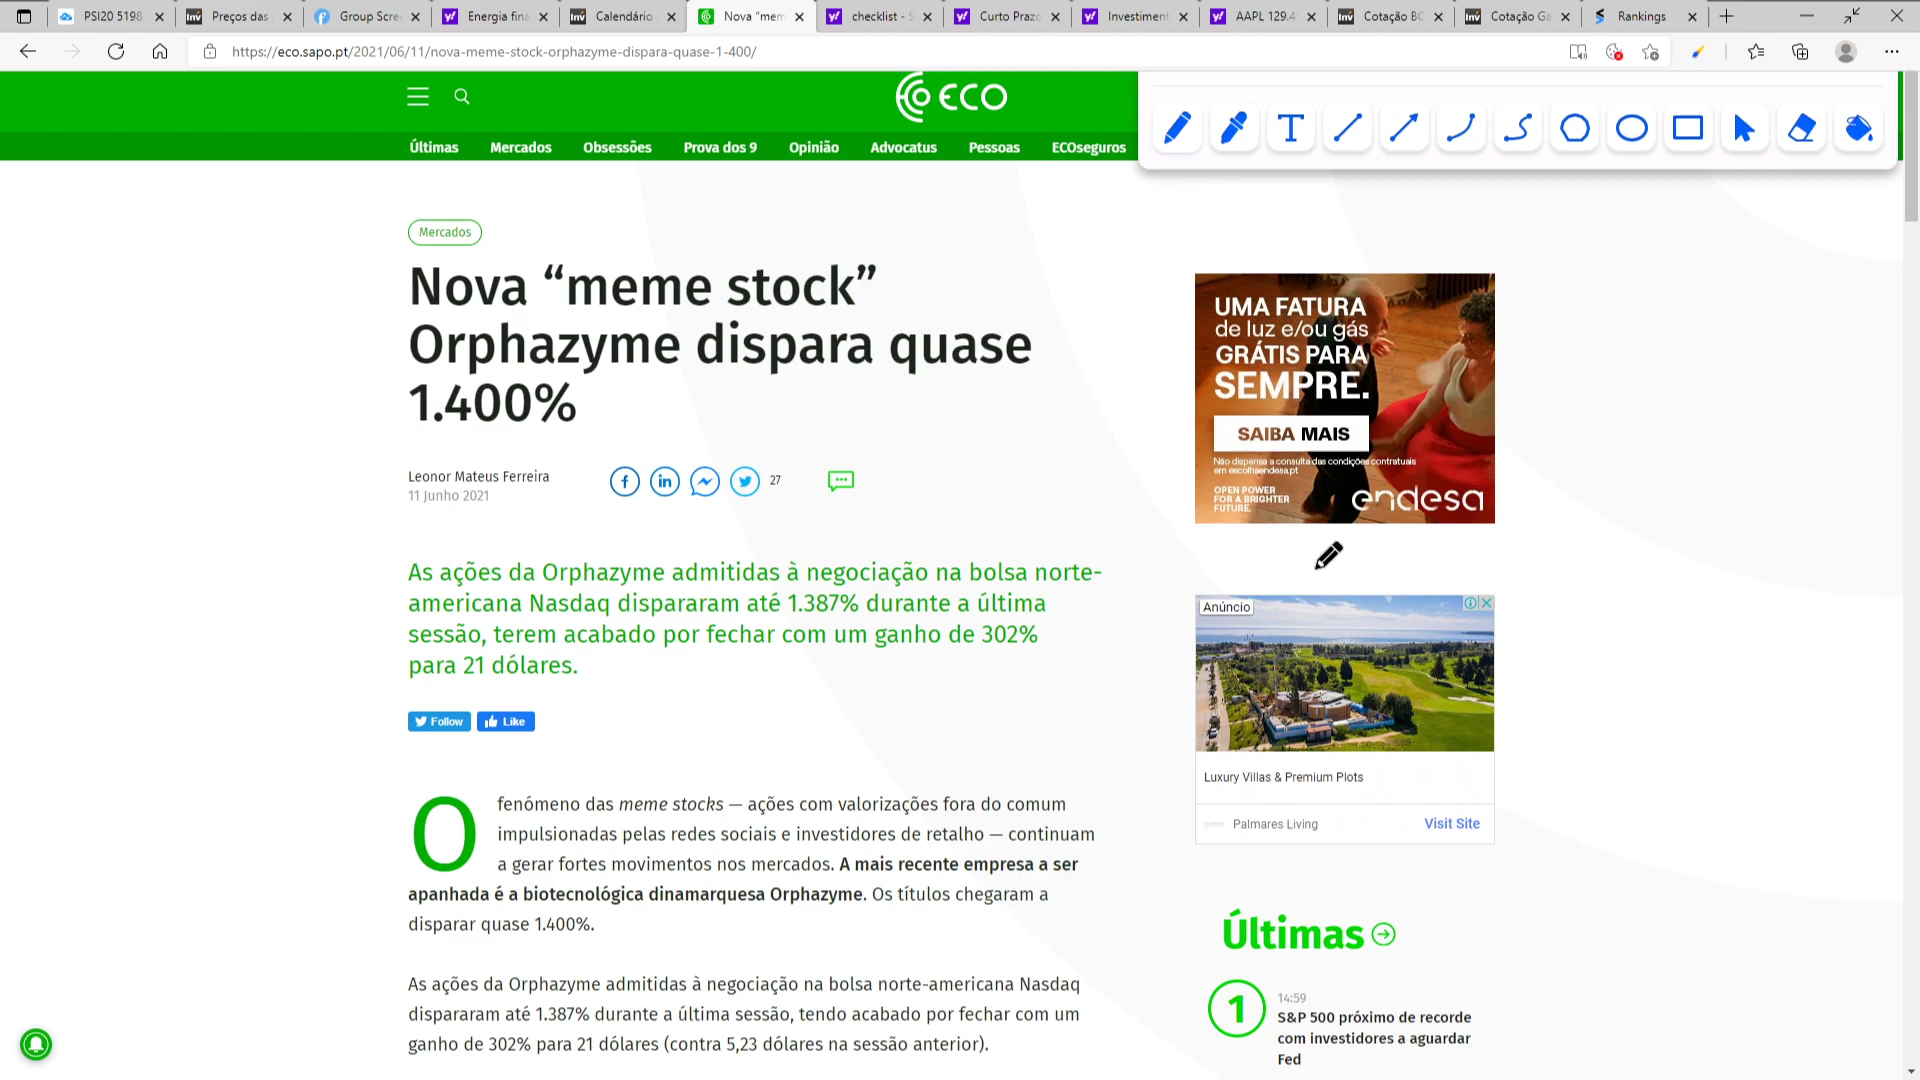 PSI20 5198.
Preços das
Group Scre
Energia fina
Calendário
Nova “mem
checklist - S
Curto Prazo
Investiment
AAPL 129.4
Cotação BC
Cotação Ga
Rankings
https://eco.sapo.pt/2021/06/11/nova-meme-stock-orphazyme-dispara-quase-1-400/
ECO
Últimas Mercados Obsessões Prova dos 9 Opinião Advocatus Pessoas ECOseguros
Mercados
Nova “meme stock”
Orphazyme dispara quase
1.400%
Leonor Mateus Ferreira
11 Junho 2021
27
As ações da Orphazyme admitidas à negociação na bolsa norte-
americana Nasdaq dispararam até 1.387% durante a última
sessão, terem acabado por fechar com um ganho de 302%
para 21 dólares.
Follow
Like
O fenómeno das meme stocks — ações com valorizações fora do comum
impulsionadas pelas redes sociais e investidores de retalho — continuam
a gerar fortes movimentos nos mercados. A mais recente empresa a ser
apanhada é a biotecnológica dinamarquesa Orphazyme. Os títulos chegaram a
disparar quase 1.400%.
As ações da Orphazyme admitidas à negociação na bolsa norte-americana Nasdaq
dispararam até 1.387% durante a última sessão, tendo acabado por fechar com um
ganho de 302% para 21 dólares (contra 5,23 dólares na sessão anterior).
UMA FATURA
de luz e/ou gás
GRÁTIS PARA
SEMPRE.
SAIBA MAIS
Não dispensa a consulta das condições contratuais
em escolhaendesa.pt
OPEN POWER
FOR A BRIGHTER
FUTURE.
endesa
Anúncio
Luxury Villas & Premium Plots
Palmares Living
Visit Site
Últimas
1
14:59
S&P 500 próximo de recorde
com investidores a aguardar
Fed